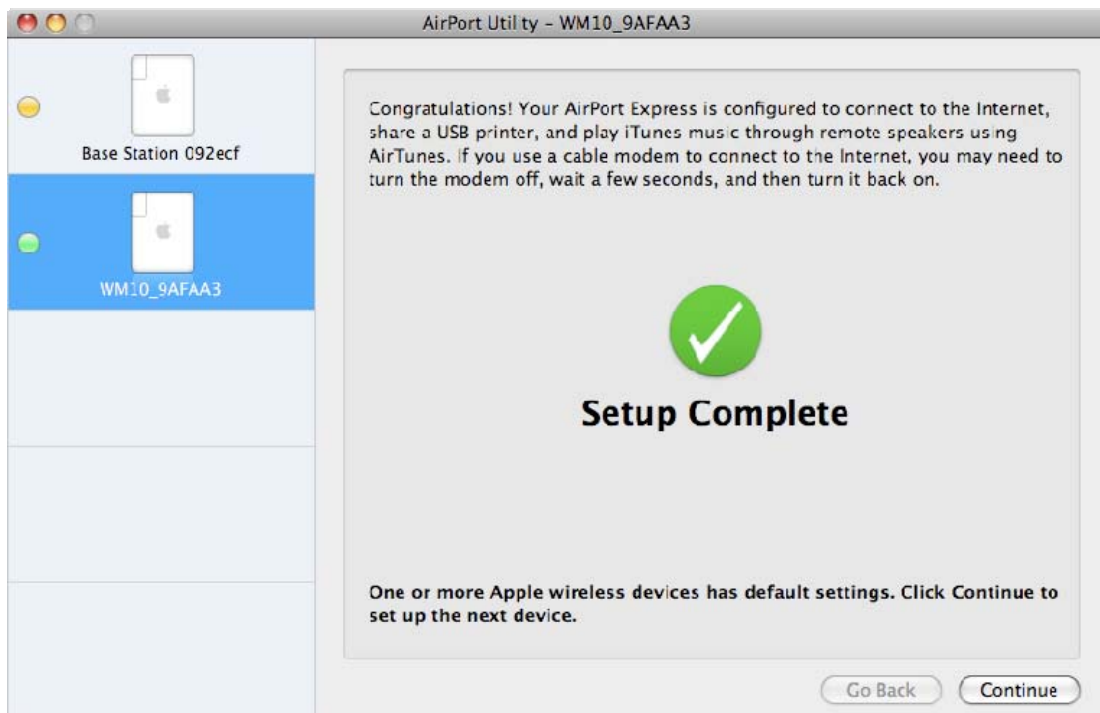 AirPort Utility – WM10_9AFAA3
Base Station 092ecf
WM10_9AFAA3
Congratulations! Your AirPort Express is configured to connect to the Internet,
share a USB printer, and play iTunes music through remote speakers using
AirTunes. If you use a cable modem to connect to the Internet, you may need to
turn the modem off, wait a few seconds, and then turn it back on.
Setup Complete
One or more Apple wireless devices has default settings. Click Continue to
set up the next device.
Go Back
Continue